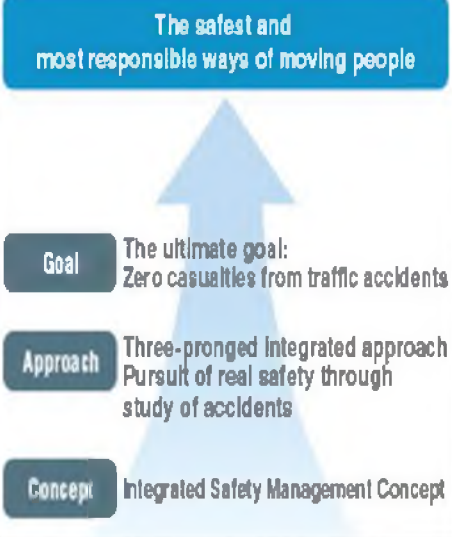 The safest and
most responsible ways of moving people
Goal
The ultimate goal:
Zero casualties from traffic accidents
Approach
Three-pronged integrated approach
Pursuit of real safety through
study of accidents
Concept
Integrated Safety Management Concept